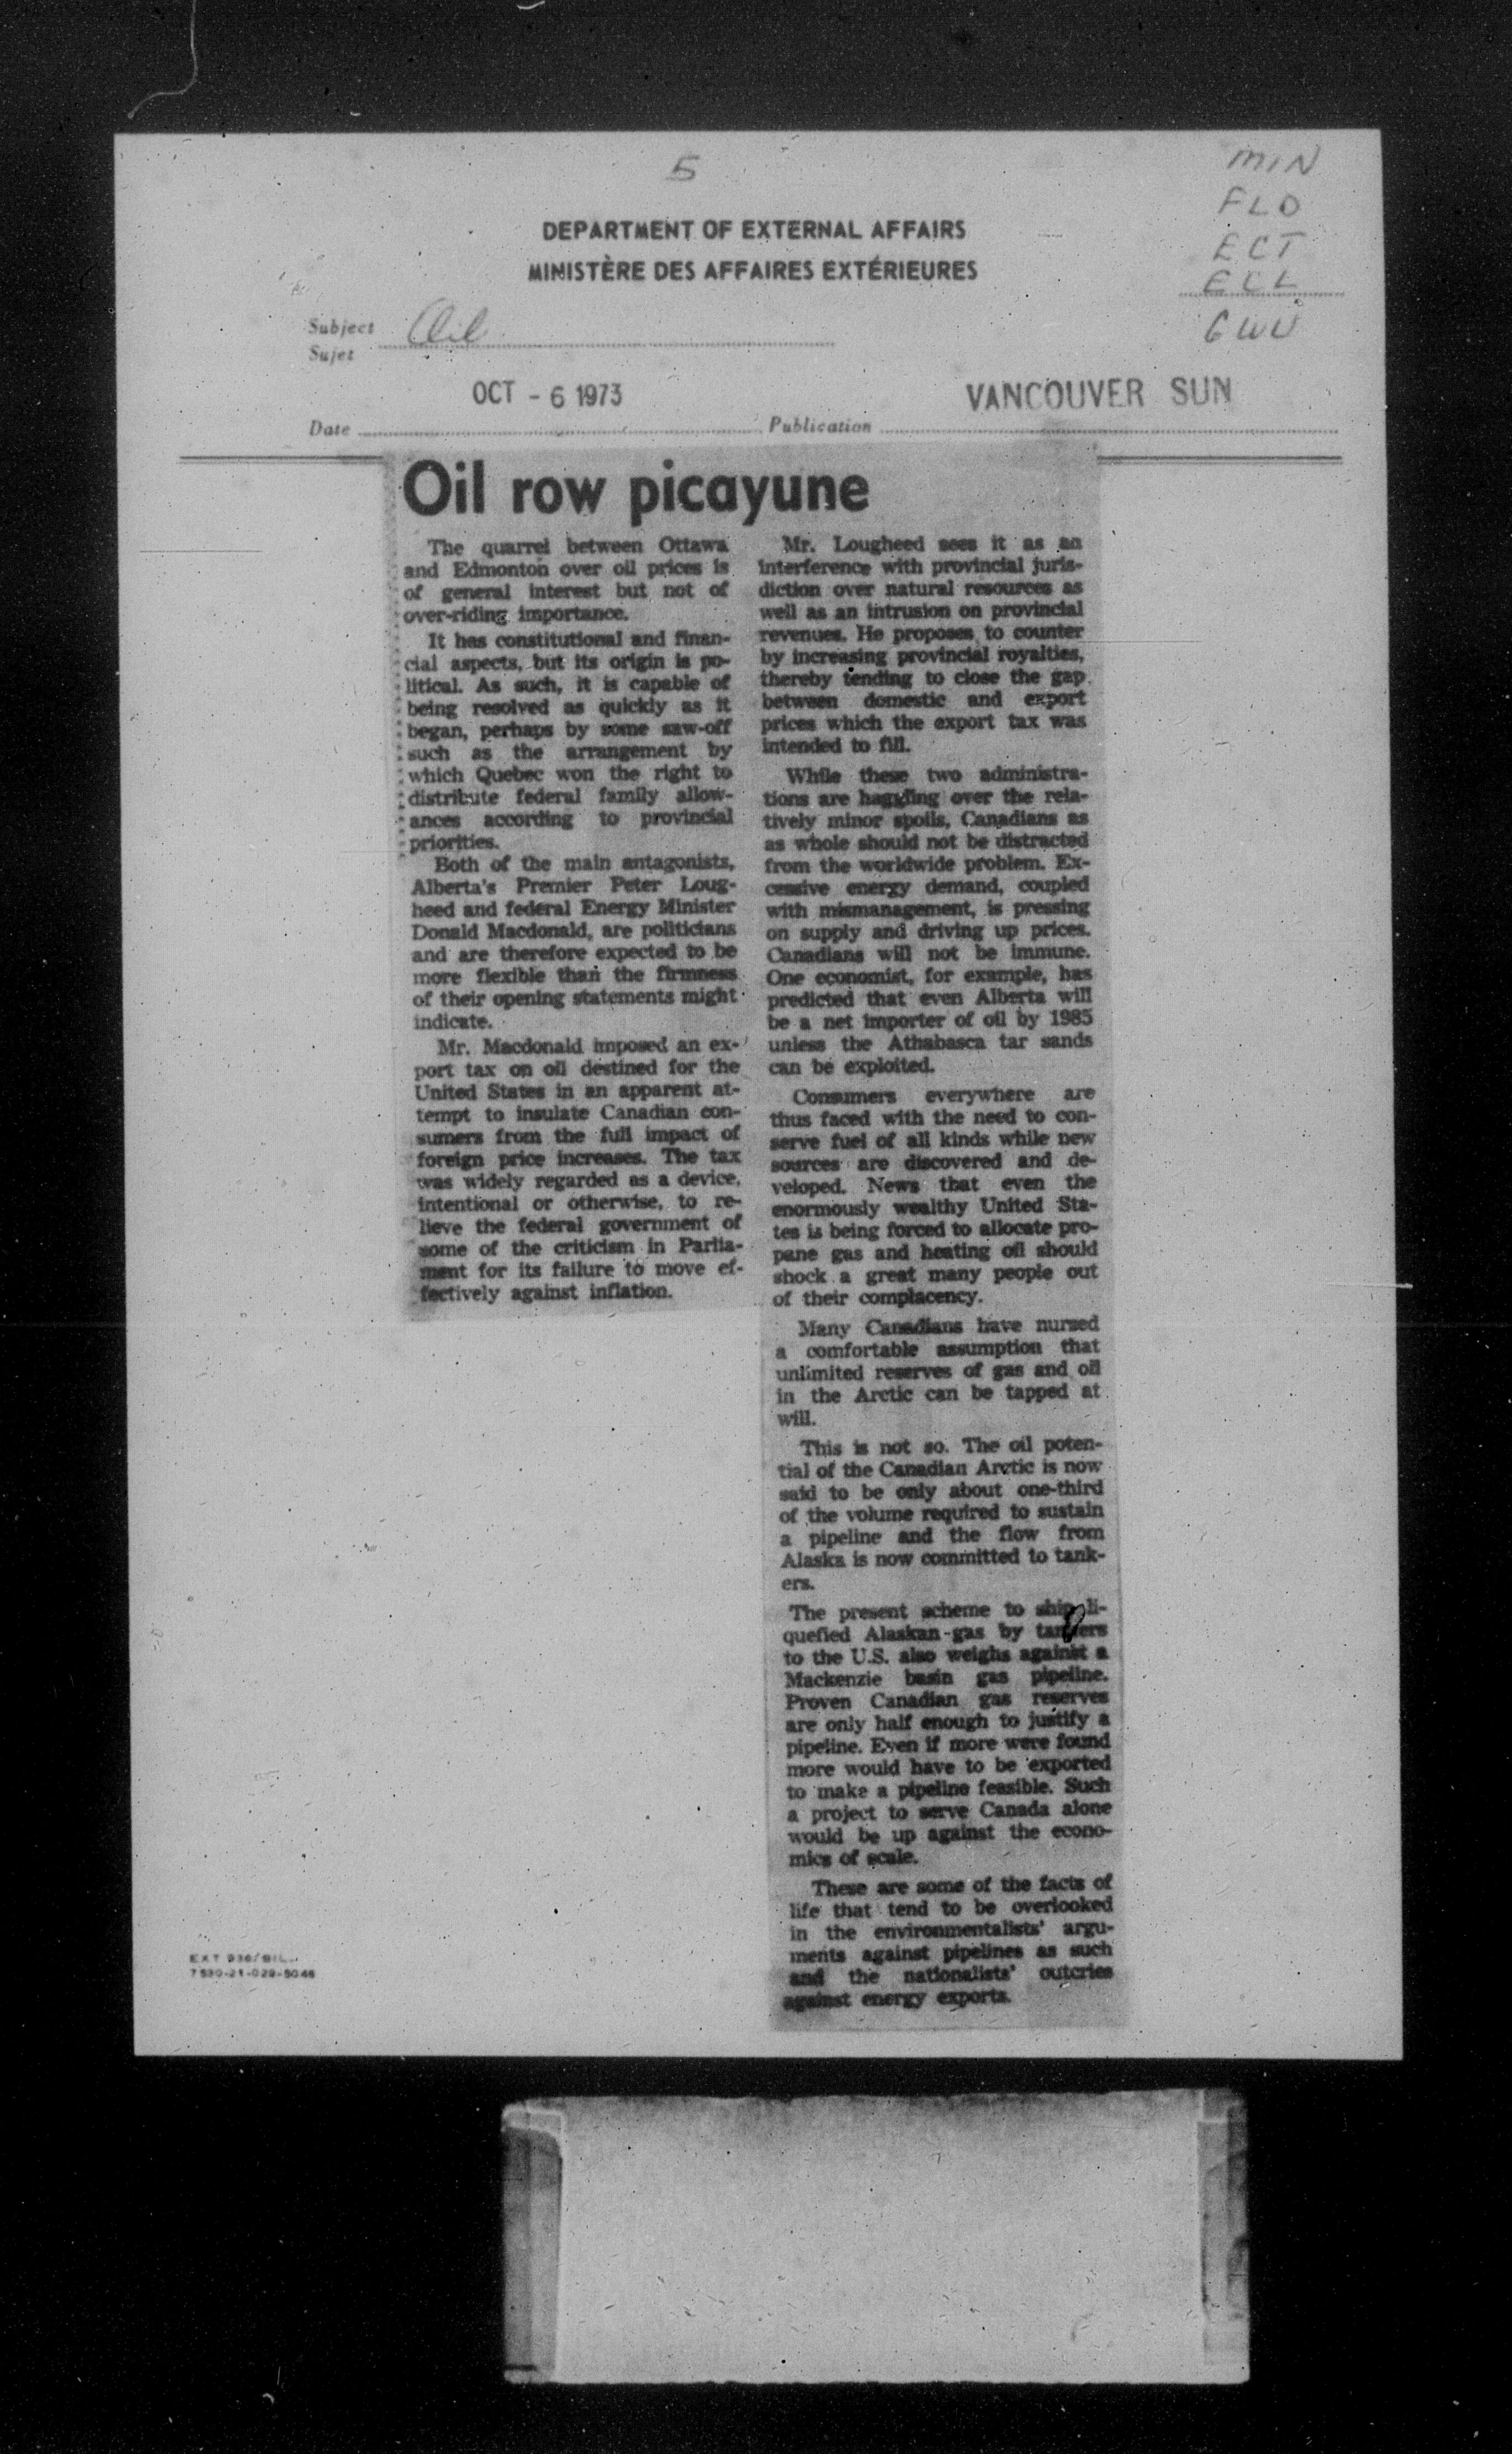 5
MIN
FLD
ECT
ECL
GWU
DEPARTMENT OF EXTERNAL AFFAIRS
MINISTÈRE DES AFFAIRES EXTÉRIEURES
Subject
Sujet
Oil
OCT - 6 1973
VANCOUVER SUN
Date
Publication
Oil row picayune
The quarrel between Ottawa
and Edmonton over oil prices is
of general interest but not of
over-riding importance.
It has constitutional and finan-
cial aspects, but its origin is po-
litical. As such, it is capable of
being resolved as quickly as it
began, perhaps by some saw-off
such as the arrangement by
which Quebec won the right to
distribute federal family allow-
ances according to provincial
priorities.
Both of the main antagonists,
Alberta's Premier Peter Loug-
heed and federal Energy Minister
Donald Macdonald, are politicians
and are therefore expected to be
more flexible than the firmness
of their opening statements might
indicate.
Mr. Macdonald imposed an ex-
port tax on oil destined for the
United States in an apparent at-
tempt to insulate Canadian con-
sumers from the full impact of
foreign price increases. The tax
was widely regarded as a device,
intentional or otherwise, to re-
lieve the federal government of
some of the criticism in Parlia-
ment for its failure to move ef-
fectively against inflation.
Mr. Lougheed sees it as an
interference with provincial juris-
diction over natural resources as
well as an intrusion on provincial
revenues. He proposes to counter
by increasing provincial royalties,
thereby tending to close the gap
between domestic and export
prices which the export tax was
intended to fill.
While these two administra-
tions are haggling over the rela-
tively minor spoils, Canadians as
as whole should not be distracted
from the worldwide problem. Ex-
cessive energy demand, coupled
with mismanagement, is pressing
on supply and driving up prices.
Canadians will not be immune.
One economist, for example, has
predicted that even Alberta will
be a net importer of oil by 1985
unless the Athabasca tar sands
can be exploited.
Consumers everywhere are
thus faced with the need to con-
serve fuel of all kinds while new
sources are discovered and de-
veloped. News that even the
enormously wealthy United Sta-
tes is being forced to allocate pro-
pane gas and heating oil should
shock a great many people out
of their complacency.
Many Canadians have nursed
a comfortable assumption that
unlimited reserves of gas and oil
in the Arctic can be tapped at
will.
This is not so. The oil poten-
tial of the Canadian Arctic is now
said to be only about one-third
of the volume required to sustain
a pipeline and the flow from
Alaska is now committed to tank-
ers.
The present scheme to ship li-
quefied Alaskan gas by tankers
to the U.S. also weighs against a
Mackenzie basin gas pipeline.
Proven Canadian gas reserves
are only half enough to justify a
pipeline. Even if more were found
more would have to be exported
to make a pipeline feasible. Such
a project to serve Canada alone
would be up against the econo-
mics of scale.
These are some of the facts of
life that tend to be overlooked
in the environmentalists' argu-
ments against pipelines as such
and the nationalists' outcries
against energy exports.
7530-21-029-5046